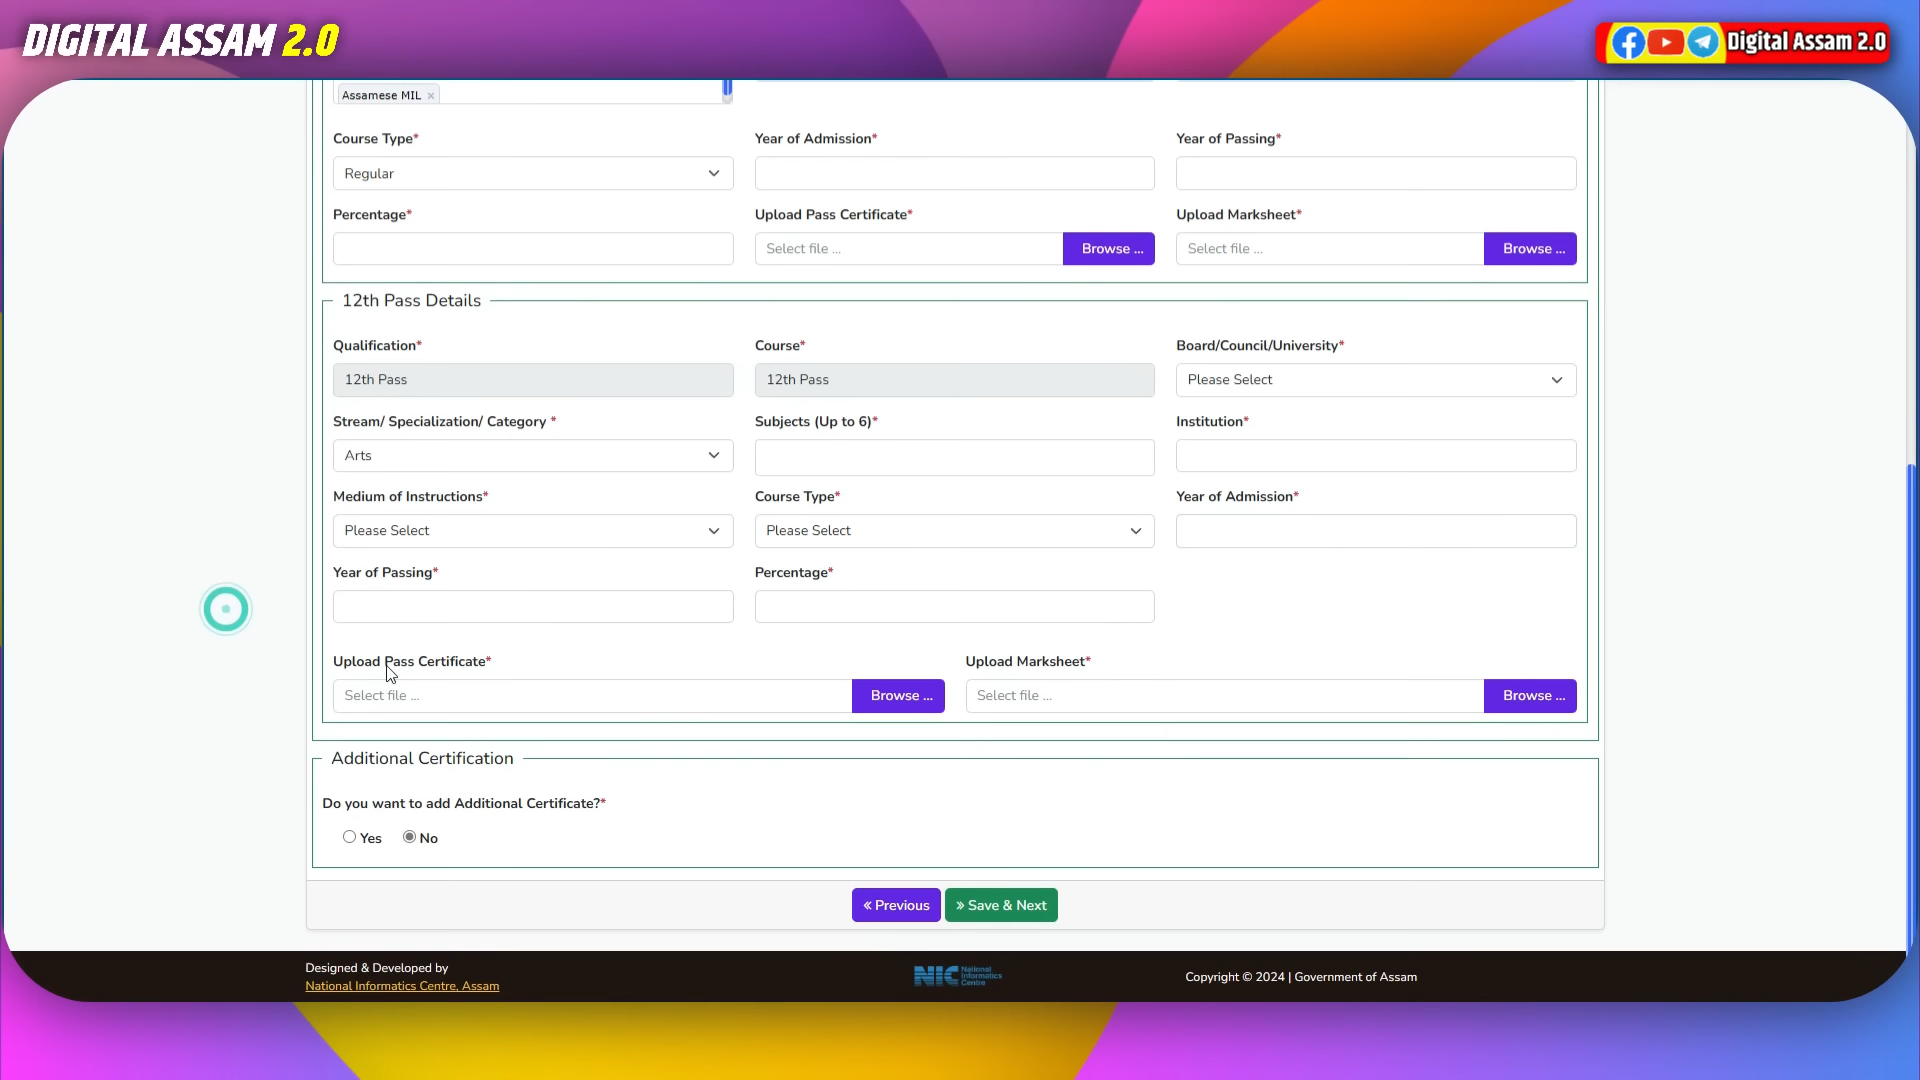 DIGITAL ASSAM 2.0
Digital Assam 2.0
Assamese MIL ×
Course Type* Year of Admission* Year of Passing*
Regular
Percentage* Upload Pass Certificate* Upload Marksheet*
Select file ... Browse ... Select file ... Browse ...
12th Pass Details
Qualification* Course* Board/Council/University*
12th Pass 12th Pass Please Select
Stream/ Specialization/ Category * Subjects (Up to 6)* Institution*
Arts
Medium of Instructions* Course Type* Year of Admission*
Please Select Please Select
Year of Passing* Percentage*
Upload Pass Certificate* Upload Marksheet*
Select file ... Browse ... Select file ... Browse ...
Additional Certification
Do you want to add Additional Certificate?*
Yes No
« Previous » Save & Next
Designed & Developed by
National Informatics Centre, Assam
NIC National Informatics Centre
Copyright © 2024 | Government of Assam